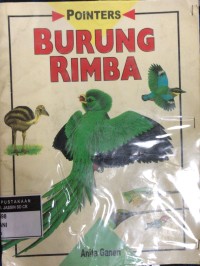 POINTERS
BURUNG
RIMBA
Anita Ganeri